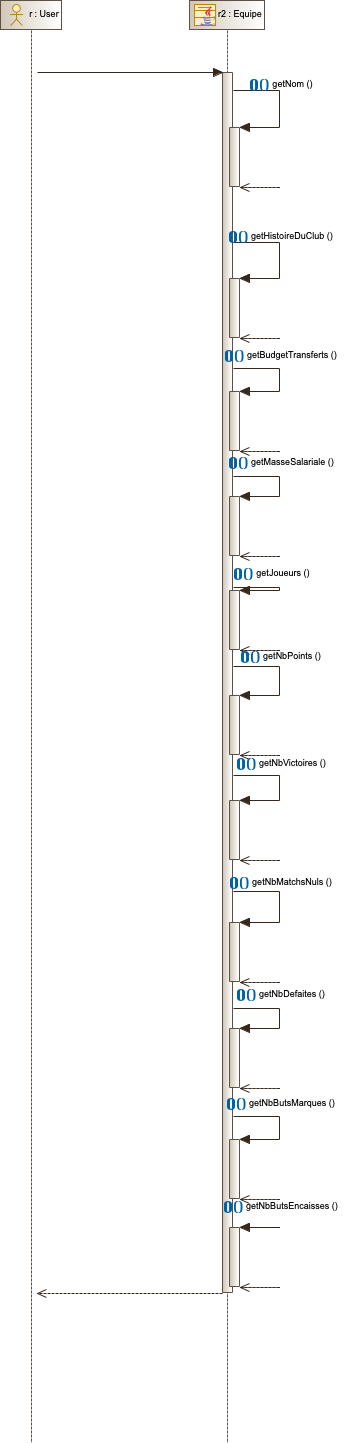 r : User
r2 : Equipe
getNom ()
getHistoireDuClub ()
getBudgetTransferts ()
getMasseSalariale ()
getJoueurs ()
getNbPoints ()
getNbVictoires ()
getNbMatchsNuls ()
getNbDefaites ()
getNbButsMarques ()
getNbButsEncaisses ()